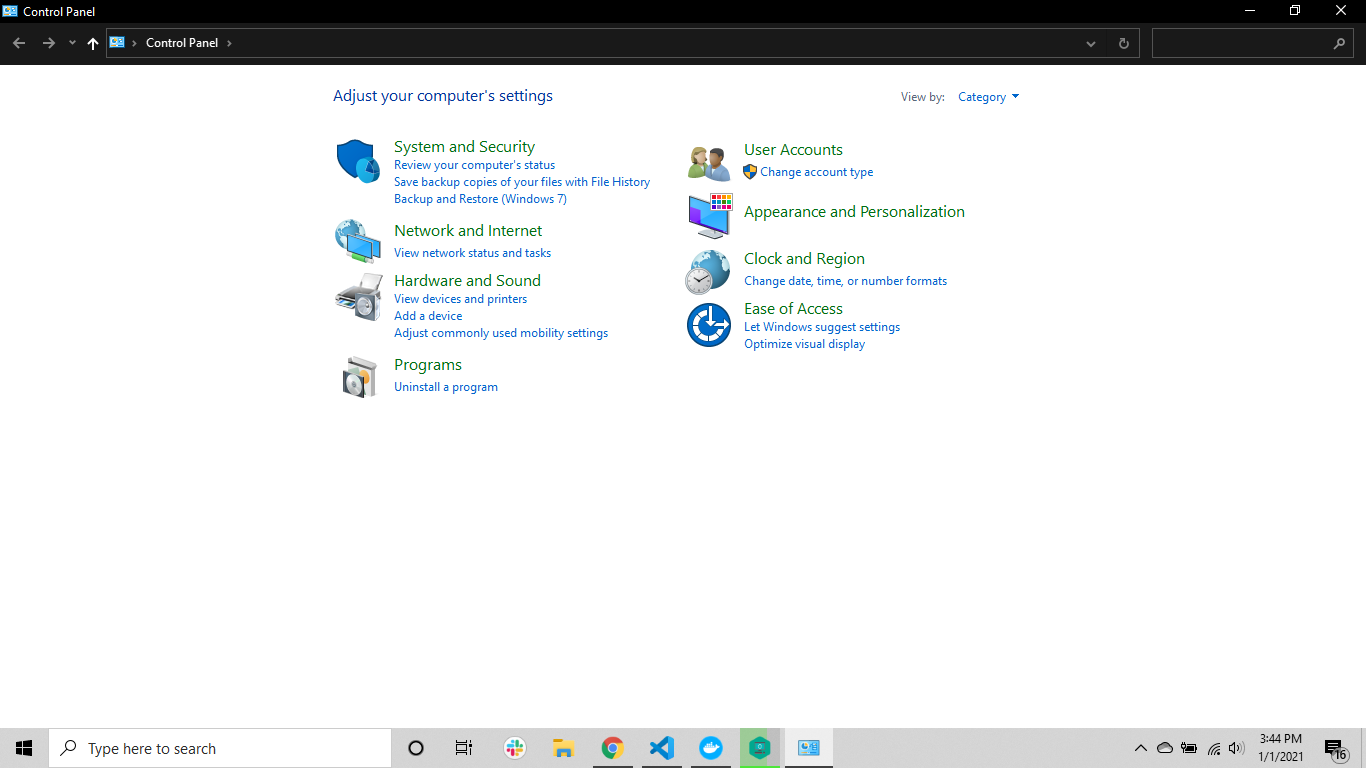 Control Panel
Control Panel
Adjust your computer's settings
View by: Category
System and Security
Review your computer's status
Save backup copies of your files with File History
Backup and Restore (Windows 7)
Network and Internet
View network status and tasks
Hardware and Sound
View devices and printers
Add a device
Adjust commonly used mobility settings
Programs
Uninstall a program
User Accounts
Change account type
Appearance and Personalization
Clock and Region
Change date, time, or number formats
Ease of Access
Let Windows suggest settings
Optimize visual display
Type here to search
3:44 PM
1/1/2021
16